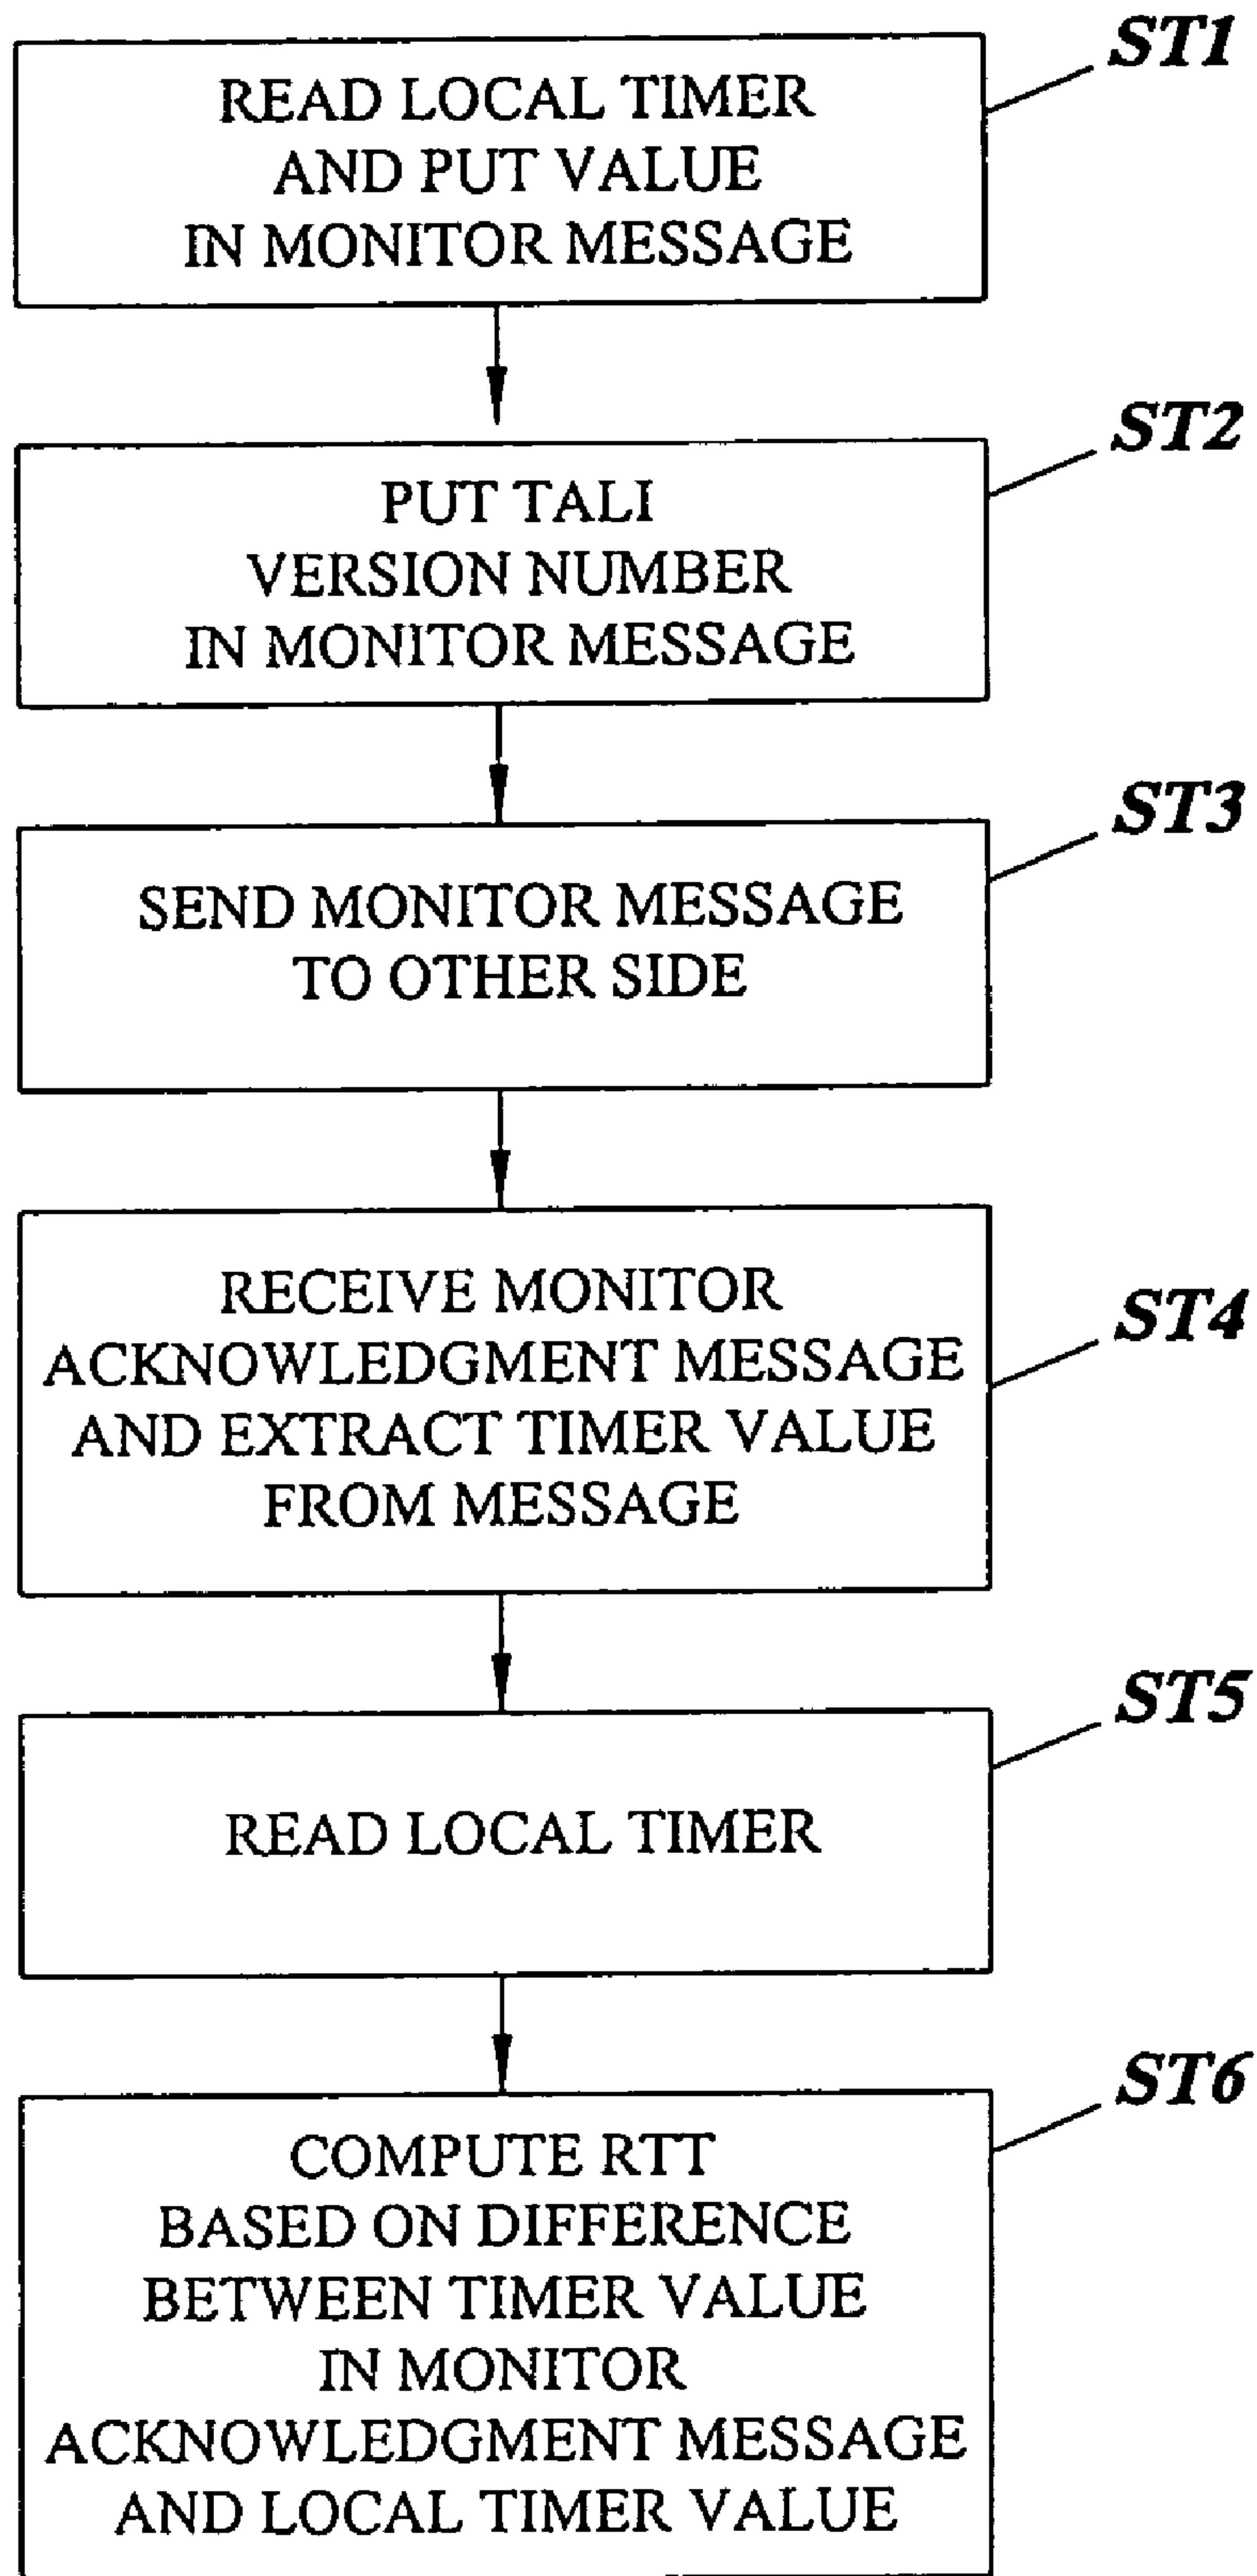 ST1
READ LOCAL TIMER
AND PUT VALUE
IN MONITOR MESSAGE
ST2
PUT TALI
VERSION NUMBER
IN MONITOR MESSAGE
ST3
SEND MONITOR MESSAGE
TO OTHER SIDE
ST4
RECEIVE MONITOR
ACKNOWLEDGMENT MESSAGE
AND EXTRACT TIMER VALUE
FROM MESSAGE
ST5
READ LOCAL TIMER
ST6
COMPUTE RTT
BASED ON DIFFERENCE
BETWEEN TIMER VALUE
IN MONITOR
ACKNOWLEDGMENT MESSAGE
AND LOCAL TIMER VALUE